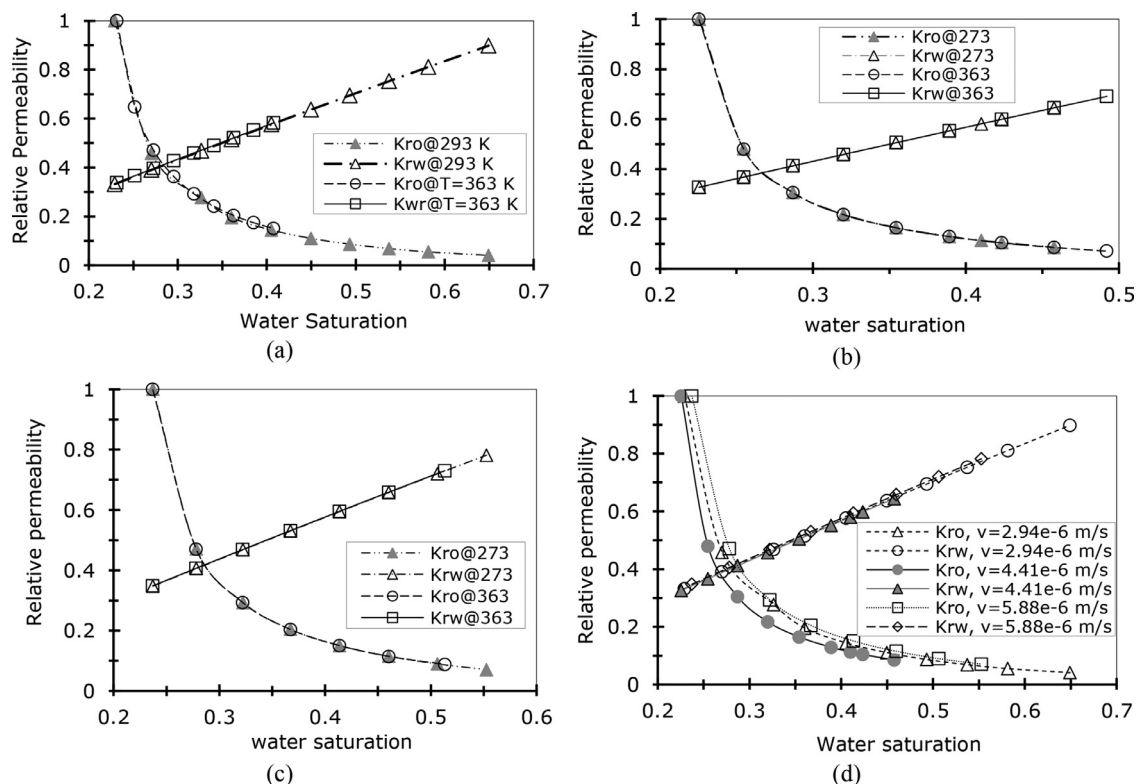 Relative Permeability
1
0.8
0.6
0.4
0.2
0
0.2
0.3
0.4
0.5
0.6
0.7
Water Saturation
Kro@293 K
Krw@293 K
Kro@T=363 K
Kwr@T=363 K
(a)
Relative Permeability
1
0.8
0.6
0.4
0.2
0
0.2
0.3
0.4
0.5
water saturation
Kro@273
Krw@273
Kro@363
Krw@363
(b)
Relative permeability
1
0.8
0.6
0.4
0.2
0
0.2
0.3
0.4
0.5
0.6
water saturation
Kro@273
Krw@273
Kro@363
Krw@363
(c)
Relative permeability
1
0.8
0.6
0.4
0.2
0
0.2
0.3
0.4
0.5
0.6
0.7
Water saturation
Kro, v=2.94e-6 m/s
Krw, v=2.94e-6 m/s
Kro, v=4.41e-6 m/s
Krw, v=4.41e-6 m/s
Kro, v=5.88e-6 m/s
Krw, v=5.88e-6 m/s
(d)